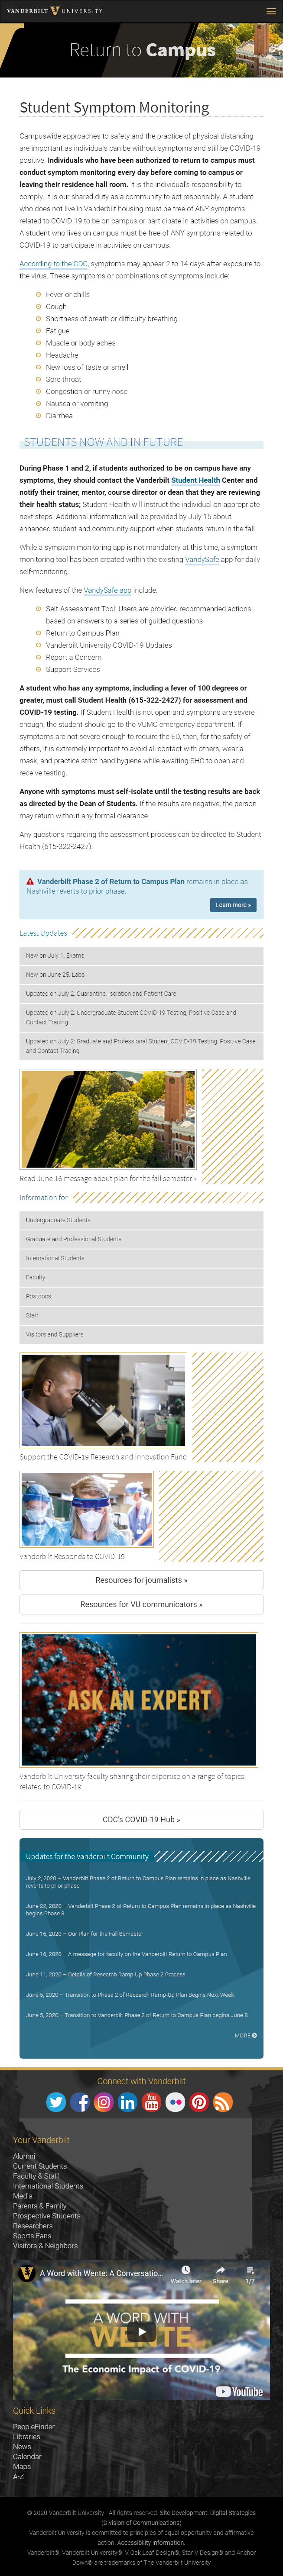 VANDERBILT UNIVERSITY
Return to Campus
Student Symptom Monitoring
Campuswide approaches to safety and the practice of physical distancing
are important as individuals can be without symptoms and still be COVID-19
positive. Individuals who have been authorized to return to campus must
conduct symptom monitoring every day before coming to campus or
leaving their residence hall room. It is the individual's responsibility to
comply. It is our shared duty as a community to act responsibly. A student
who does not live in Vanderbilt housing must be free of ANY symptoms
related to COVID-19 to be on campus or participate in activities on campus.
A student who lives on campus must be free of ANY symptoms related to
COVID-19 to participate in activities on campus.
According to the CDC, symptoms may appear 2 to 14 days after exposure to
the virus. These symptoms or combinations of symptoms include:
Fever or chills
Cough
Shortness of breath or difficulty breathing
Fatigue
Muscle or body aches
Headache
New loss of taste or smell
Sore throat
Congestion or runny nose
Nausea or vomiting
Diarrhea
STUDENTS NOW AND IN FUTURE
During Phase 1 and 2, if students authorized to be on campus have any
symptoms, they should contact the Vanderbilt Student Health Center and
notify their trainer, mentor, course director or dean that they are reviewing
their health status; Student Health will instruct the individual on appropriate
next steps. Additional information will be provided by July 15 about
enhanced student and community support when students return in the fall.
While a symptom monitoring app is not mandatory at this time, a symptom
monitoring tool has been created within the existing VandySafe app for daily
self-monitoring.
New features of the VandySafe app include:
Self-Assessment Tool: Users are provided recommended actions
based on answers to a series of guided questions
Return to Campus Plan
Vanderbilt University COVID-19 Updates
Report a Concern
Support Services
A student who has any symptoms, including a fever of 100 degrees or
greater, must call Student Health (615-322-2427) for assessment and
COVID-19 testing. If Student Health is not open and symptoms are severe
enough, the student should go to the VUMC emergency department. If
symptoms are not severe enough to require the ED, then, for the safety of
others, it is extremely important to avoid all contact with others, wear a
mask, and practice strict hand hygiene while awaiting SHC to open and
receive testing.
Anyone with symptoms must self-isolate until the testing results are back
as directed by the Dean of Students. If the results are negative, the person
may return without any formal clearance.
Any questions regarding the assessment process can be directed to Student
Health (615-322-2427).
Vanderbilt Phase 2 of Return to Campus Plan remains in place as
Nashville reverts to prior phase.
Learn more »
Latest Updates
New on July 1: Exams
New on June 25: Labs
Updated on July 2: Quarantine, Isolation and Patient Care
Updated on July 2: Undergraduate Student COVID-19 Testing, Positive Case and
Contact Tracing
Updated on July 2: Graduate and Professional Student COVID-19 Testing, Positive Case
and Contact Tracing
Read June 16 message about plan for the fall semester »
Information for
Undergraduate Students
Graduate and Professional Students
International Students
Faculty
Postdocs
Staff
Visitors and Suppliers
Support the COVID-19 Research and Innovation Fund
Vanderbilt Responds to COVID-19
Resources for journalists »
Resources for VU communicators »
ASK AN EXPERT
Vanderbilt University faculty sharing their expertise on a range of topics
related to COVID-19
CDC's COVID-19 Hub »
Updates for the Vanderbilt Community
July 2, 2020 – Vanderbilt Phase 2 of Return to Campus Plan remains in place as Nashville
reverts to prior phase
June 22, 2020 – Vanderbilt Phase 2 of Return to Campus Plan remains in place as Nashville
begins Phase 3
June 16, 2020 – Our Plan for the Fall Semester
June 16, 2020 – A message for faculty on the Vanderbilt Return to Campus Plan
June 11, 2020 – Details of Research Ramp-Up Phase 2 Process
June 5, 2020 – Transition to Phase 2 of Research Ramp-Up Plan Begins Next Week
June 5, 2020 – Transition to Vanderbilt Phase 2 of Return to Campus Plan begins June 8
MORE
Connect with Vanderbilt
You Tube
Your Vanderbilt
Alumni
Current Students
Faculty & Staff
International Students
Media
Parents & Family
Prospective Students
Researchers
Sports Fans
Visitors & Neighbors
A Word with Wente: A Conversatio...
Watch later
Share
1/7
A WORD WITH
WENTE
The Economic Impact of COVID-19
YouTube
Quick Links
PeopleFinder
Libraries
News
Calendar
Maps
A-Z
© 2020 Vanderbilt University · All rights reserved. Site Development: Digital Strategies
(Division of Communications)
Vanderbilt University is committed to principles of equal opportunity and affirmative
action. Accessibility information.
Vanderbilt®, Vanderbilt University®, V Oak Leaf Design®, Star V Design® and Anchor
Down® are trademarks of The Vanderbilt University